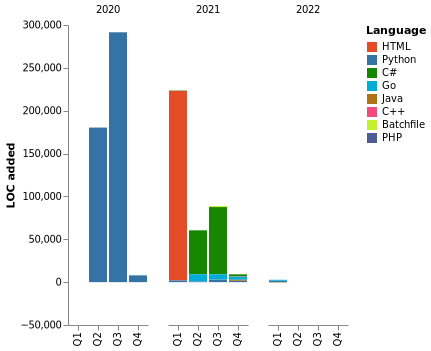 2020 2021 2022
LOC added
300,000
250,000
200,000
150,000
100,000
50,000
0
−50,000
Q1 Q2 Q3 Q4 Q1 Q2 Q3 Q4 Q1 Q2 Q3 Q4
Language
HTML
Python
C#
Go
Java
C++
Batchfile
PHP